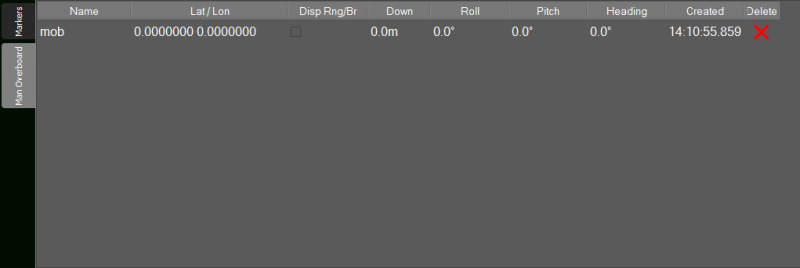 Markers
Man Overboard
Name Lat / Lon Disp Rng/Br Down Roll Pitch Heading Created Delete
mob 0.0000000 0.0000000 0.0m 0.0° 0.0° 0.0° 14:10:55.859